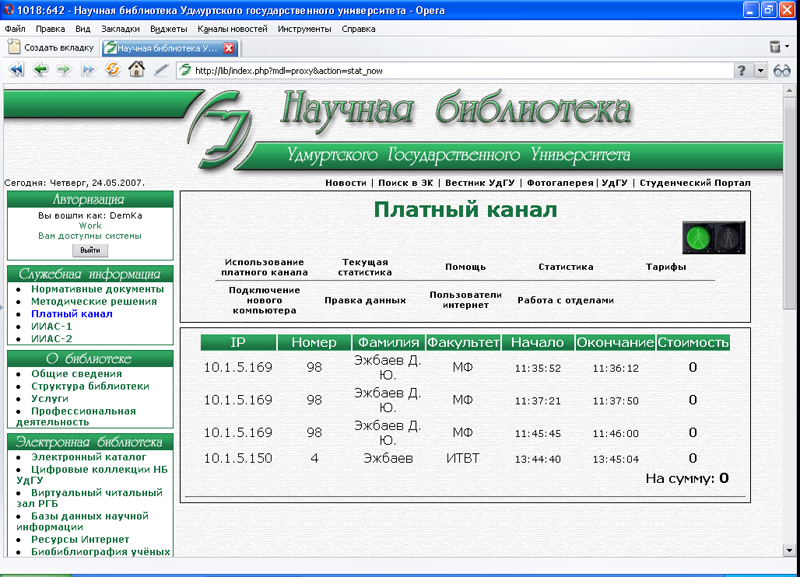 1018:642 - Научная библиотека Удмуртского государственного университета - Opera
Файл Правка Вид Закладки Виджеты Каналы новостей Инструменты Справка
Создать вкладку Научная библиотека У...
http://lib/index.php?mdl=proxy&action=stat_now
Научная библиотека
Удмуртского Государственного Университета
Сегодня: Четверг, 24.05.2007.
Новости | Поиск в ЭК | Вестник УдГУ | Фотогалерея | УдГУ | Студенческий Портал
Авторизация
Вы вошли как: DemKa
Work
Вам доступны системы
Выйти
Служебная информация
Нормативные документы
Методические решения
Платный канал
ИИАС-1
ИИАС-2
О библиотеке
Общие сведения
Структура библиотеки
Услуги
Профессиональная
деятельность
Электронная библиотека
Электронный каталог
Цифровые коллекции НБ
УдГУ
Виртуальный читальный
зал РГБ
Базы данных научной
информации
Ресурсы Интернет
Биобиблиография учёных
Платный канал
Использование
платного канала
Текущая
статистика
Помощь
Статистика
Тарифы
Подключение
нового
компьютера
Правка данных
Пользователи
интернет
Работа с отделами
IP Номер Фамилия Факультет Начало Окончание Стоимость
10.1.5.169 98 Эжбаев Д. Ю. МФ 11:35:52 11:36:12 0
10.1.5.169 98 Эжбаев Д. Ю. МФ 11:37:21 11:37:50 0
10.1.5.169 98 Эжбаев Д. Ю. МФ 11:45:45 11:46:00 0
10.1.5.150 4 Эжбаев ИТВТ 13:44:40 13:45:04 0
На сумму: 0